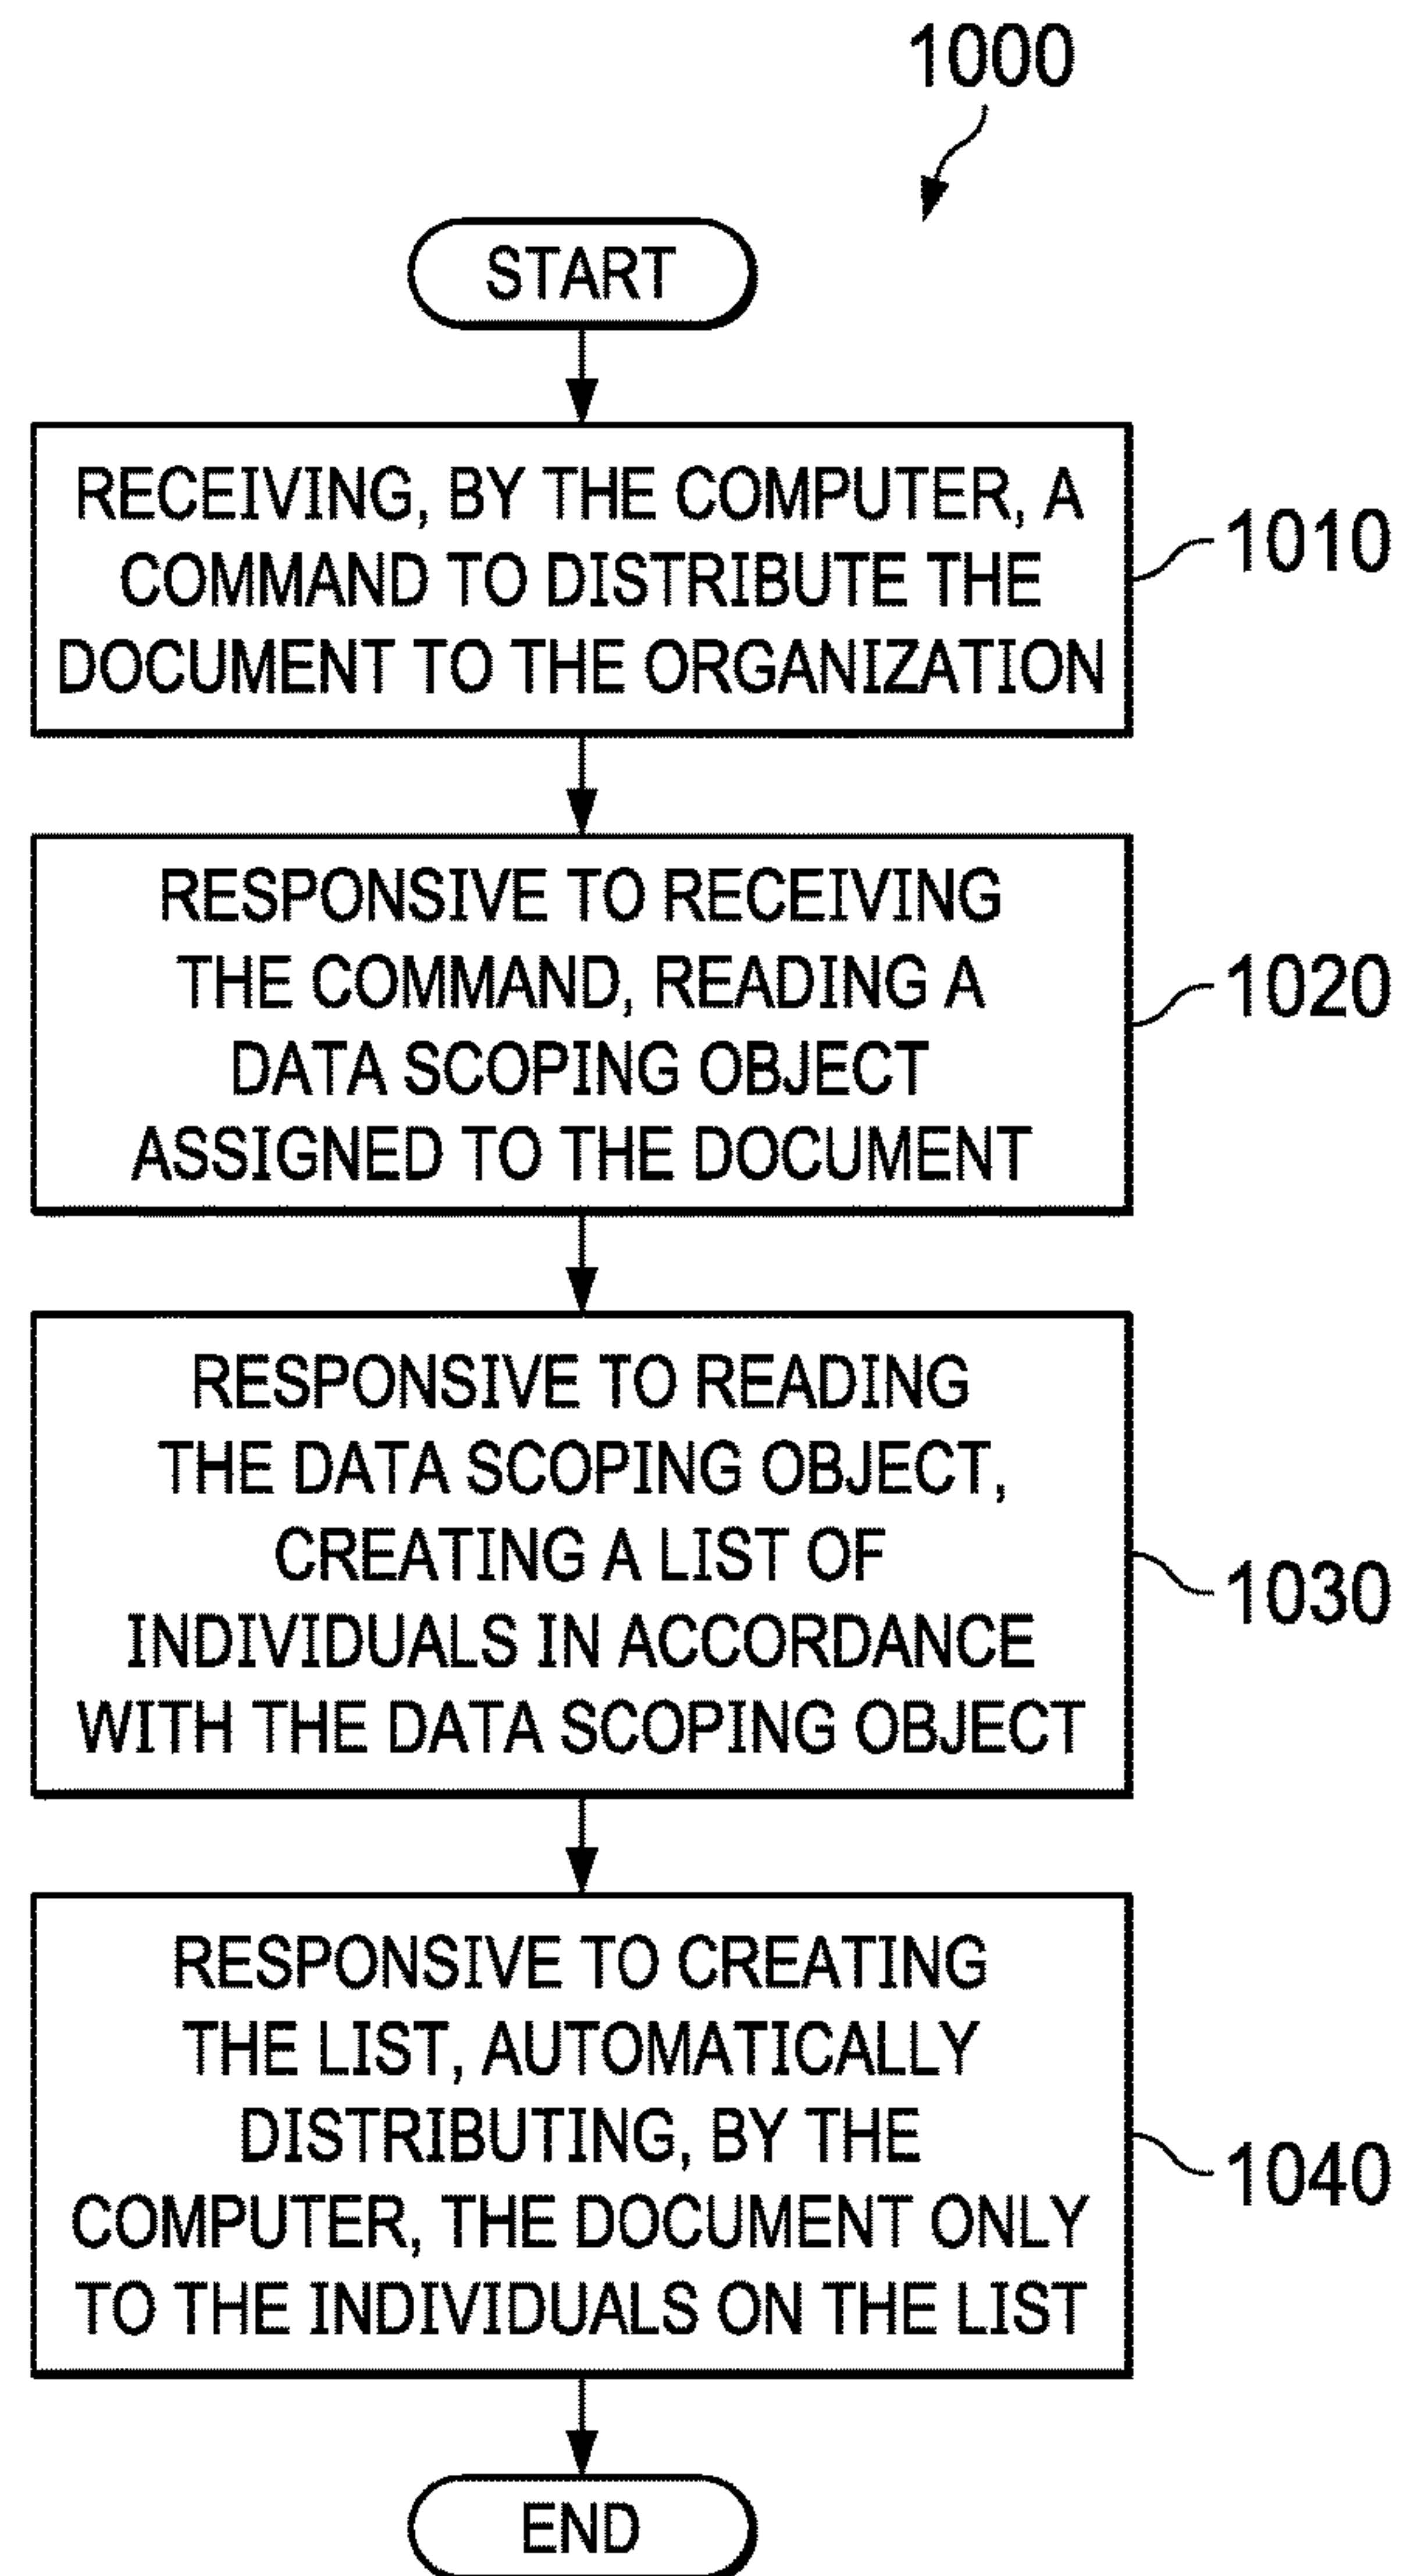 1000
START
RECEIVING, BY THE COMPUTER, A
COMMAND TO DISTRIBUTE THE
DOCUMENT TO THE ORGANIZATION
1010
RESPONSIVE TO RECEIVING
THE COMMAND, READING A
DATA SCOPING OBJECT
ASSIGNED TO THE DOCUMENT
1020
RESPONSIVE TO READING
THE DATA SCOPING OBJECT,
CREATING A LIST OF
INDIVIDUALS IN ACCORDANCE
WITH THE DATA SCOPING OBJECT
1030
RESPONSIVE TO CREATING
THE LIST, AUTOMATICALLY
DISTRIBUTING, BY THE
COMPUTER, THE DOCUMENT ONLY
TO THE INDIVIDUALS ON THE LIST
1040
END